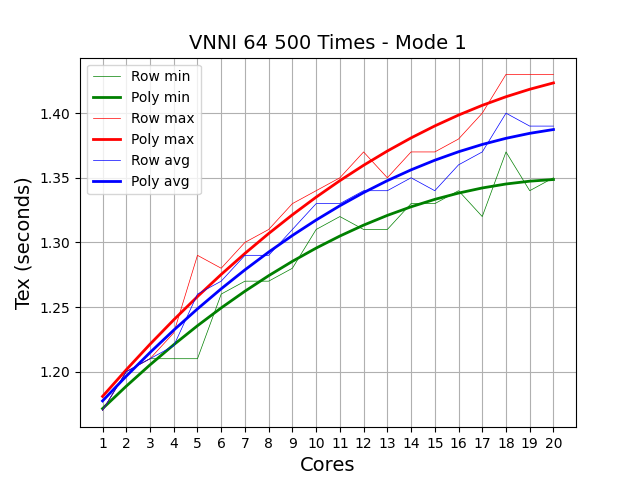 VNNI 64 500 Times - Mode 1
Row min
Poly min
Row max
Poly max
Row avg
Poly avg
Tex (seconds)
1.40
1.35
1.30
1.25
1.20
1 2 3 4 5 6 7 8 9 10 11 12 13 14 15 16 17 18 19 20
Cores